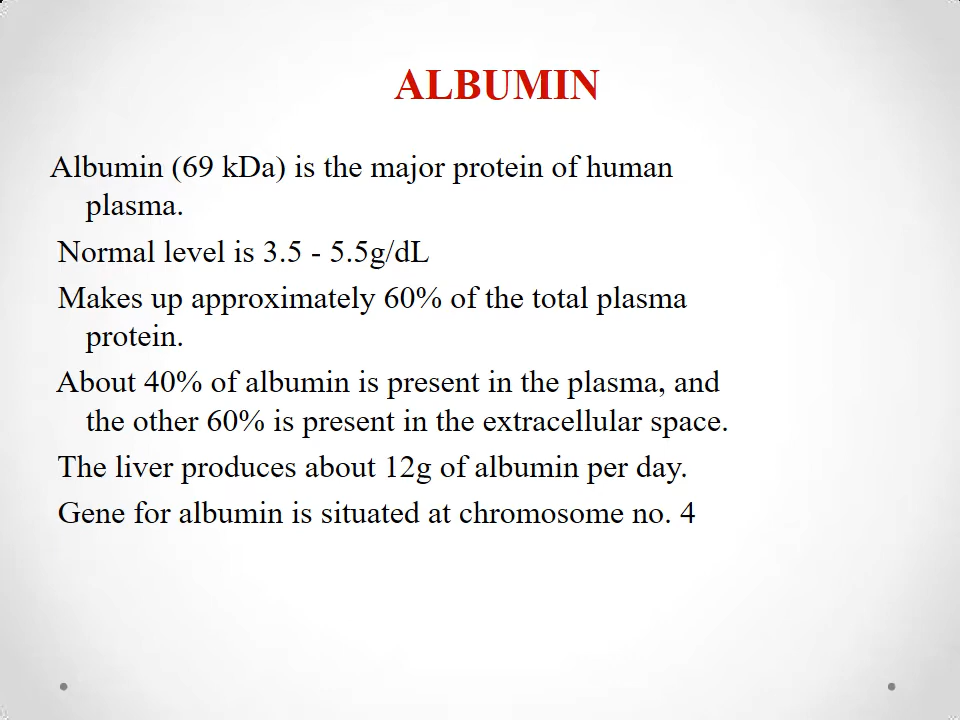 ALBUMIN
Albumin (69 kDa) is the major protein of human
plasma.
Normal level is 3.5 - 5.5g/dL
Makes up approximately 60% of the total plasma
protein.
About 40% of albumin is present in the plasma, and
the other 60% is present in the extracellular space.
The liver produces about 12g of albumin per day.
Gene for albumin is situated at chromosome no. 4